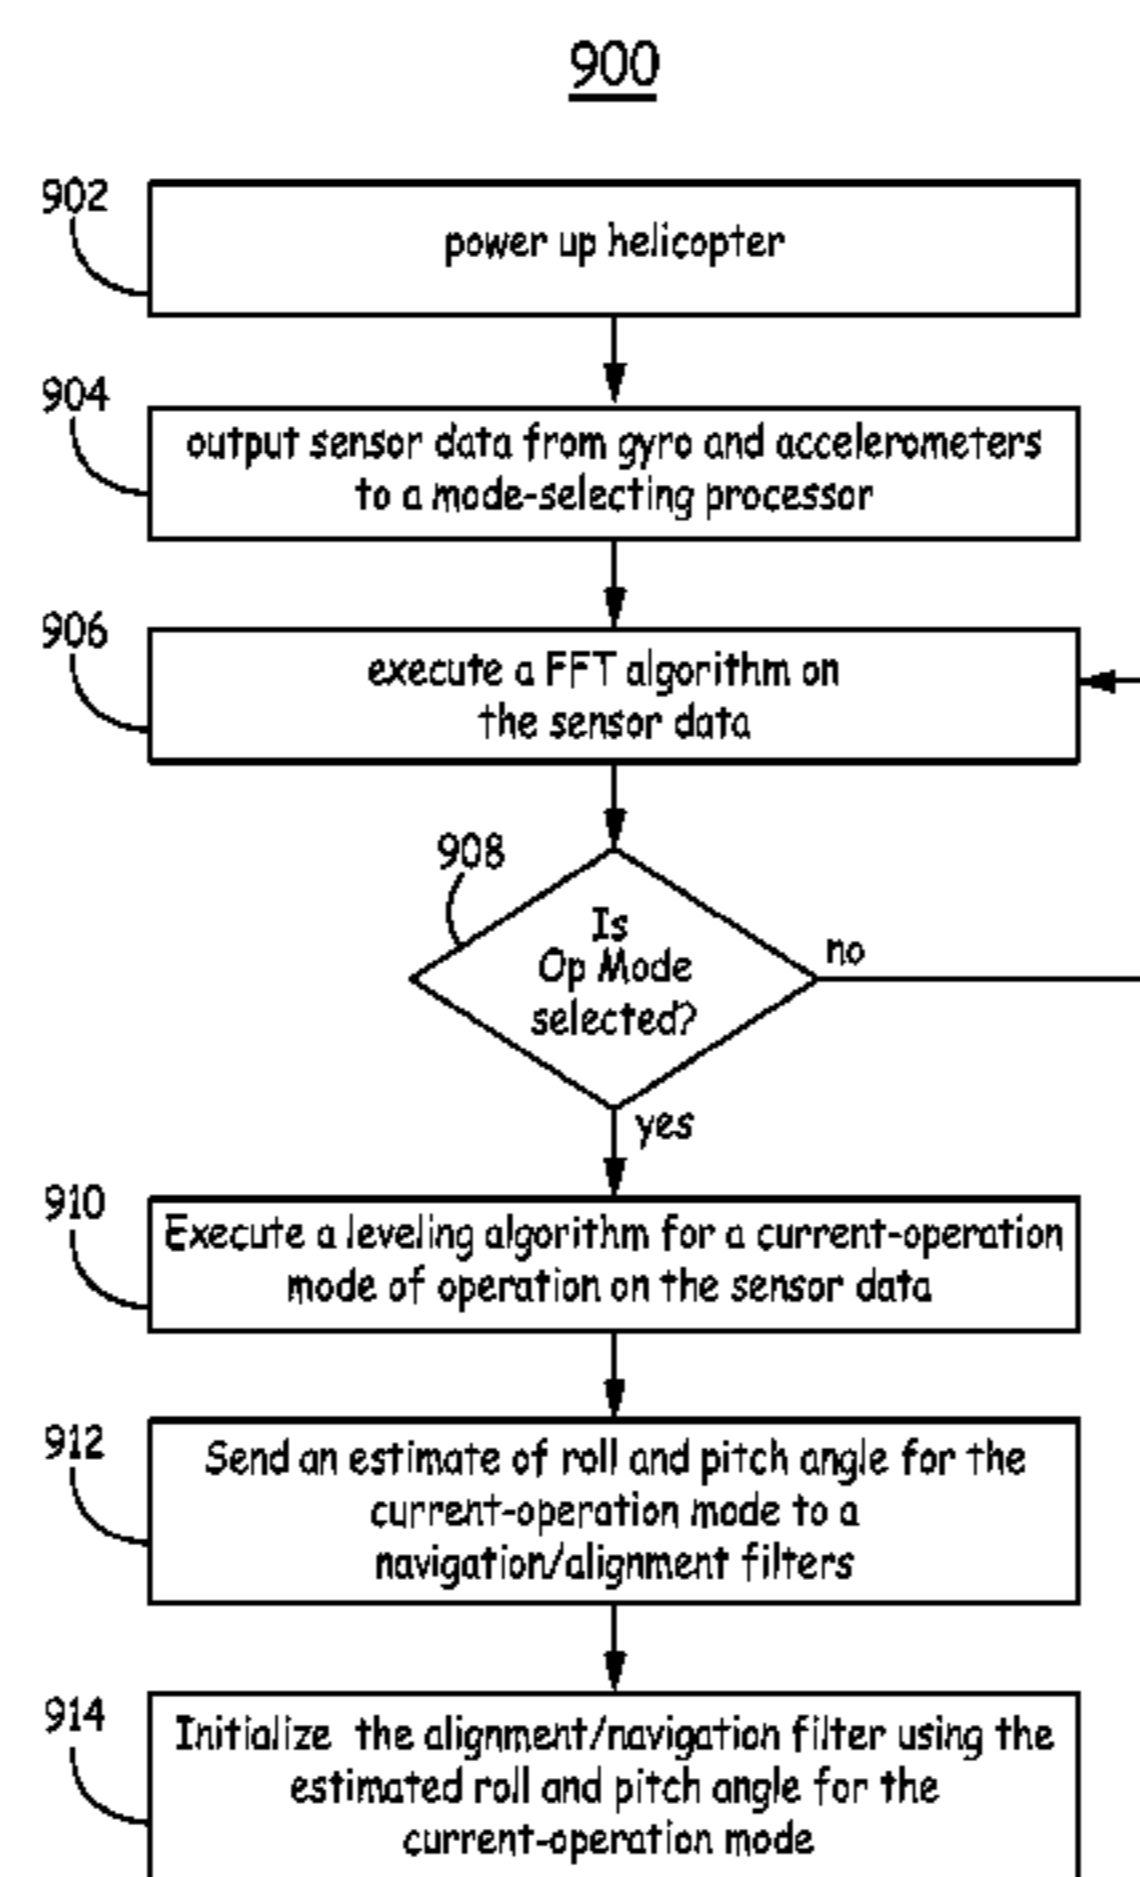 900
902
power up helicopter
904
output sensor data from gyro and accelerometers
to a mode-selecting processor
906
execute a FFT algorithm on
the sensor data
908
Is
Op Mode
selected?
no
yes
910
Execute a leveling algorithm for a current-operation
mode of operation on the sensor data
912
Send an estimate of roll and pitch angle for the
current-operation mode to a
navigation/alignment filters
914
Initialize the alignment/navigation filter using the
estimated roll and pitch angle for the
current-operation mode